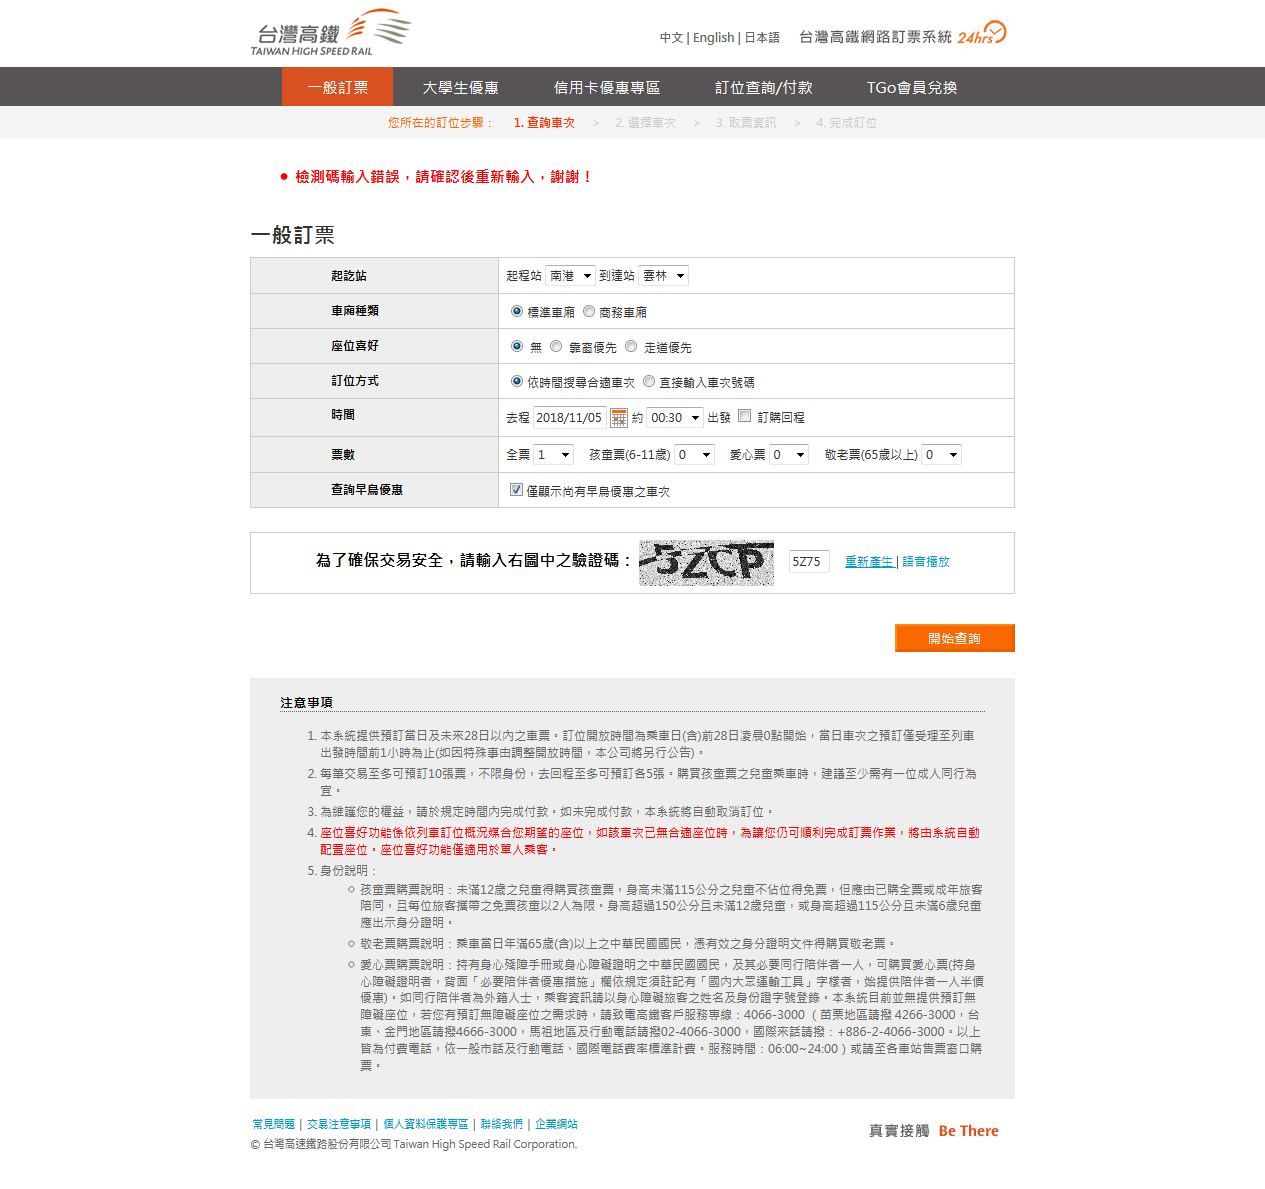 台灣高鐵
TAIWAN HIGH SPEED RAIL
中文 | English | 日本語 台灣高鐵網路訂票系統 24hrs
一般訂票 大學生優惠 信用卡優惠專區 訂位查詢/付款 TGo會員兌換
您所在的訂位步驟： 1. 查詢車次 > 2. 選擇車次 > 3. 取票資訊 > 4. 完成訂位
檢測碼輸入錯誤，請確認後重新輸入，謝謝！
一般訂票
起訖站 起程站 南港 到達站 雲林
車廂種類 標準車廂 商務車廂
座位喜好 無 靠窗優先 走道優先
訂位方式 依時間搜尋合適車次 直接輸入車次號碼
時間 去程 2018/11/05 約 00:30 出發 訂購回程
票數 全票 1 孩童票(6-11歲) 0 愛心票 0 敬老票(65歲以上) 0
查詢早鳥優惠 僅顯示尚有早鳥優惠之車次
為了確保交易安全，請輸入右圖中之驗證碼： 5Z75 重新產生 | 語音播放
開始查詢
注意事項
1. 本系統提供預訂當日及未來28日以內之車票。訂位開放時間為乘車日(含)前28日凌晨0點開始，當日車次之預訂僅受理至列車
出發時間前1小時為止(如因特殊事由調整開放時間，本公司將另行公告)。
2. 每筆交易至多可預訂10張票，不限身份，去回程至多可預訂各5張。購買孩童票之兒童乘車時，建議至少需有一位成人同行為
宜。
3. 為維護您的權益，請於規定時間內完成付款。如未完成付款，本系統將自動取消訂位。
4. 座位喜好功能係依列車訂位概況媒合您期望的座位，如該車次已無合適座位時，為讓您仍可順利完成訂票作業，將由系統自動
配置座位。座位喜好功能僅適用於單人乘客。
5. 身份說明：
孩童票購票說明：未滿12歲之兒童得購買孩童票，身高未滿115公分之兒童不佔位得免票，但應由已購全票或成年旅客
陪同，且每位旅客攜帶之免票孩童以2人為限。身高超過150公分且未滿12歲兒童，或身高超過115公分且未滿6歲兒童
應出示身分證明。
敬老票購票說明：乘車當日年滿65歲(含)以上之中華民國國民，憑有效之身分證明文件得購買敬老票。
愛心票購票說明：持有身心殘障手冊或身心障礙證明之中華民國國民，及其必要同行陪伴者一人，可購買愛心票(持身
心障礙證明者，背面「必要陪伴者優惠措施」欄依規定須註記有「國內大眾運輸工具」字樣者，始提供陪伴者一人半價
優惠)。如同行陪伴者為外籍人士，乘客資訊請以身心障礙旅客之姓名及身份證字號登錄。本系統目前並無提供預訂無
障礙座位，若您有預訂無障礙座位之需求時，請致電高鐵客戶服務專線：4066-3000（苗栗地區請撥 4266-3000，台
東、金門地區請撥4666-3000，馬祖地區及行動電話請撥02-4066-3000，國際來話請撥：+886-2-4066-3000。以上
皆為付費電話，依一般市話及行動電話、國際電話費率標準計費。服務時間：06:00~24:00）或請至各車站售票窗口購
票。
常見問題 | 交易注意事項 | 個人資料保護專區 | 聯絡我們 | 企業網站
© 台灣高速鐵路股份有限公司 Taiwan High Speed Rail Corporation.
真實接觸 Be There